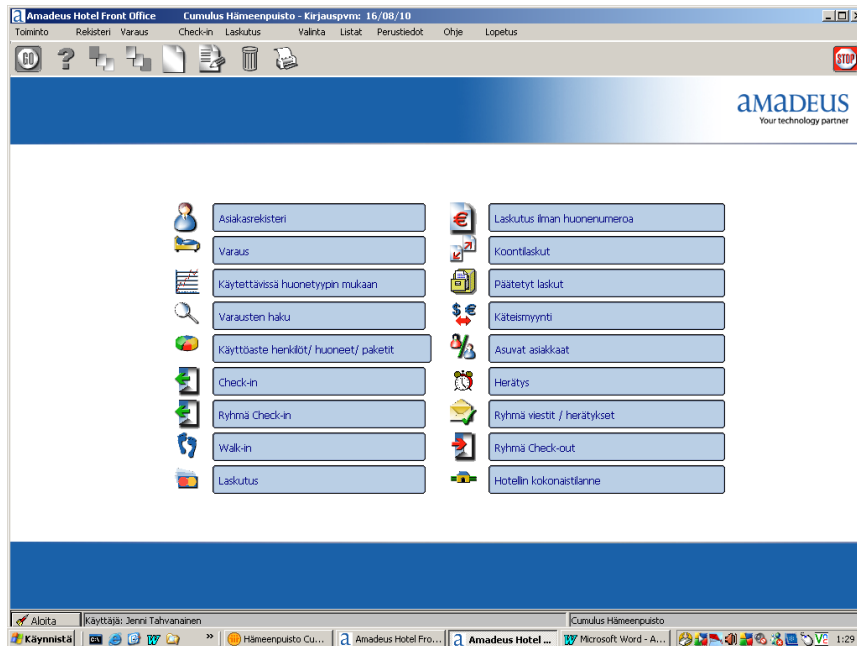 Amadeus Hotel Front Office Cumulus Hämeenpuisto - Kirjauspvm: 16/08/10
Toiminto Rekisteri Varaus Check-in Laskutus Valinta Listat Perustiedot Ohje Lopetus
GO ? STOP
aMaDEUS
Your technology partner
Asiakasrekisteri
Varaus
Käytettävissä huonetyypin mukaan
Varausten haku
Käyttöaste henkilöt/ huoneet/ paketit
Check-in
Ryhmä Check-in
Walk-in
Laskutus
Laskutus ilman huonenumeroa
Koontilaskut
Päätetyt laskut
Käteismyynti
Asuvat asiakkaat
Herätys
Ryhmä viestit / herätykset
Ryhmä Check-out
Hotellin kokonaistilanne
Aloita Käyttäjä: Jenni Tahvanainen Cumulus Hämeenpuisto
Käynnistä » Hämeenpuisto Cu... Amadeus Hotel Fro... Amadeus Hotel ... Microsoft Word - A... 1:29